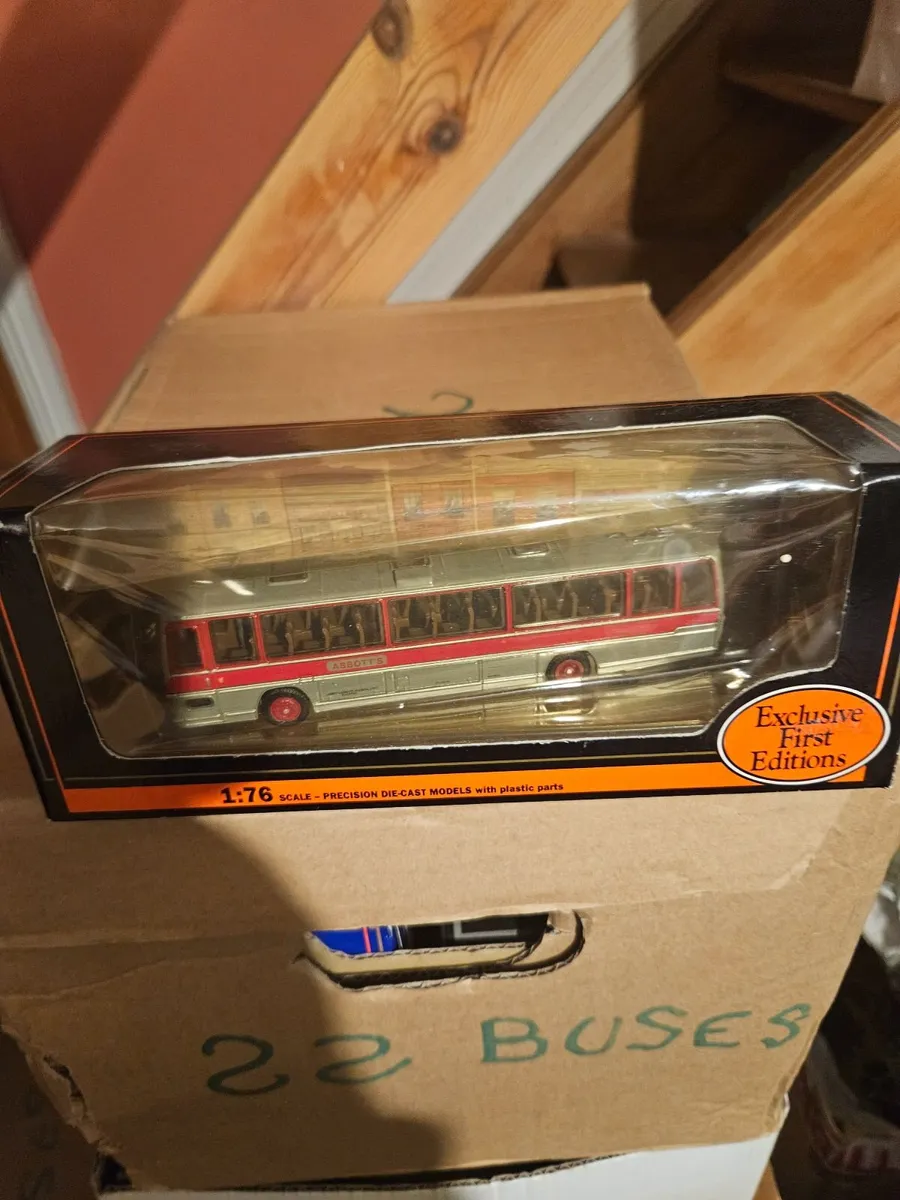 ABBOTT'S
Exclusive
First
Editions
1:76 SCALE – PRECISION DIE-CAST MODELS with plastic parts
22 BUSES